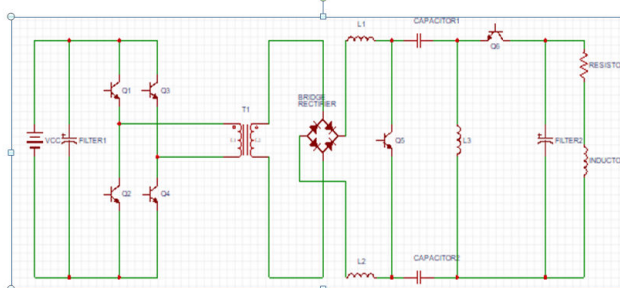 L1
CAPACITOR1
Q6
RESISTO
Q1
Q3
BRIDGE
RECTIFIER
T1
VCC
FILTER1
Q5
L3
FILTER2
INDUCTO
Q2
Q4
L2
CAPACITOR2